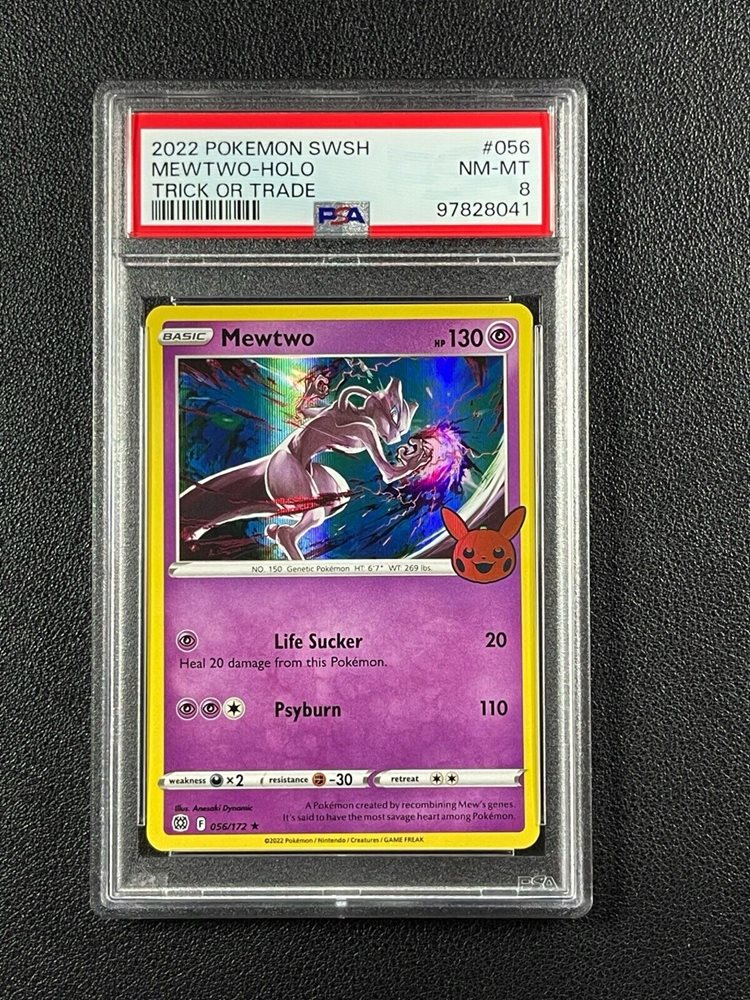 2022 POKEMON SWSH #056
MEWTWO-HOLO NM-MT
TRICK OR TRADE 8
PSA 97828041
BASIC Mewtwo HP 130
NO. 150 Genetic Pokémon HT: 6'7" WT: 269 lbs.
Life Sucker 20
Heal 20 damage from this Pokémon.
Psyburn 110
weakness ×2 resistance -30 retreat
Illus. Anesaki Dynamic
A Pokémon created by recombining Mew's genes.
It's said to have the most savage heart among Pokémon.
F 056/172 ★
©2022 Pokémon / Nintendo / Creatures / GAME FREAK
PSA